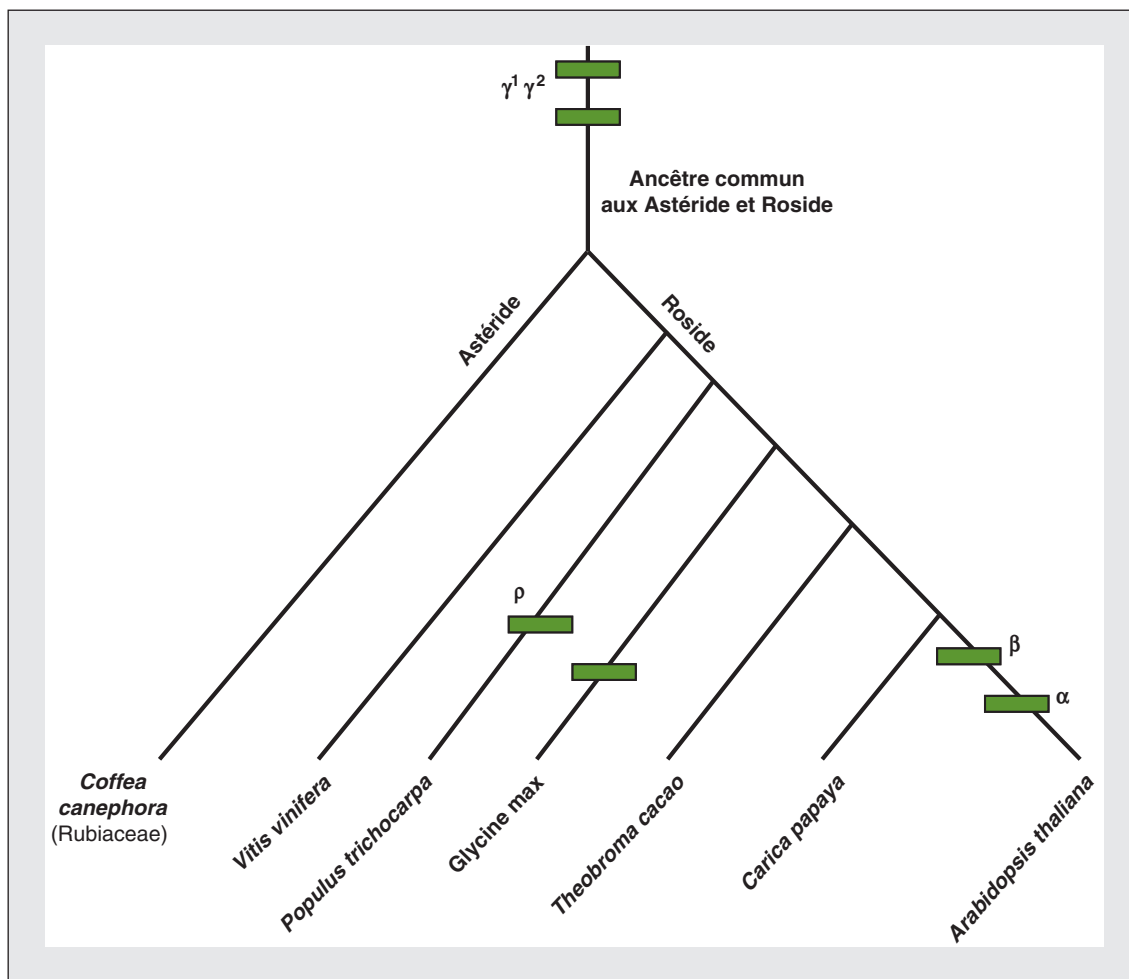 γ¹ γ²
Ancêtre commun
aux Astéride et Roside
Astéride
Roside
ρ
β
α
Coffea
canephora
(Rubiaceae)
Vitis vinifera
Populus trichocarpa
Glycine max
Theobroma cacao
Carica papaya
Arabidopsis thaliana